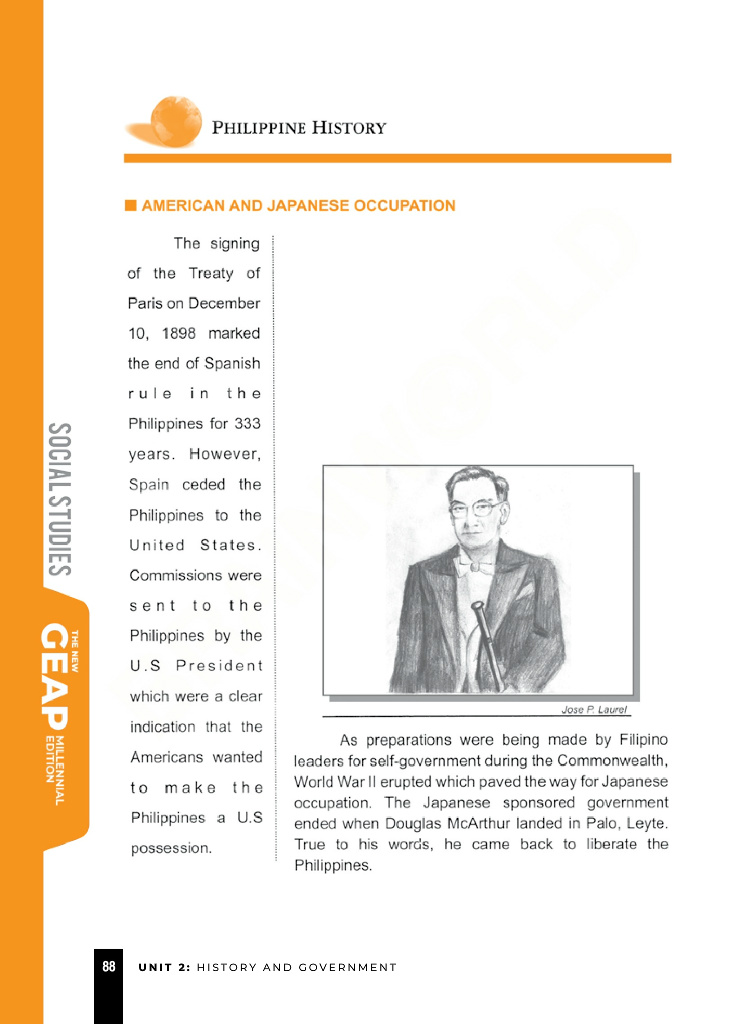 PHILIPPINE HISTORY
AMERICAN AND JAPANESE OCCUPATION
The signing
of the Treaty of
Paris on December
10, 1898 marked
the end of Spanish
rule in the
Philippines for 333
years. However,
Spain ceded the
Philippines to the
United States.
Commissions were
sent to the
Philippines by the
U.S President
which were a clear
indication that the
Americans wanted
to make the
Philippines a U.S
possession.
Jose P. Laurel
As preparations were being made by Filipino
leaders for self-government during the Commonwealth,
World War II erupted which paved the way for Japanese
occupation. The Japanese sponsored government
ended when Douglas McArthur landed in Palo, Leyte.
True to his words, he came back to liberate the
Philippines.
SOCIAL STUDIES
THE NEW
GEAP
MILLENNIAL
EDITION
88
UNIT 2: HISTORY AND GOVERNMENT